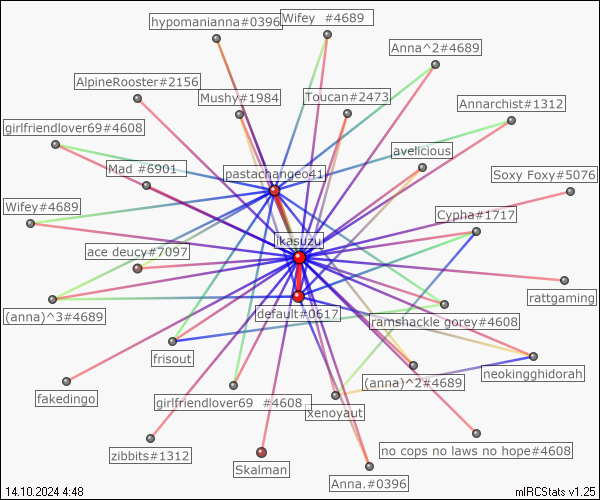 hypomanianna#0396
Wifey  #4689
Anna^2#4689
AlpineRooster#2156
Mushy#1984
Toucan#2473
Annarchist#1312
girlfriendlover69#4608
avelicious
Mad #6901
pastachangeo41
Soxy Foxy#5076
Wifey#4689
Cypha#1717
ikasuzu
ace deucy#7097
rattgaming
(anna)^3#4689
default#0617
ramshackle gorey#4608
frisout
neokingghidorah
(anna)^2#4689
fakedingo
girlfriendlover69  #4608
xenoyaut
no cops no laws no hope#4608
zibbits#1312
Skalman
Anna.#0396
14.10.2024 4:48
mIRCStats v1.25